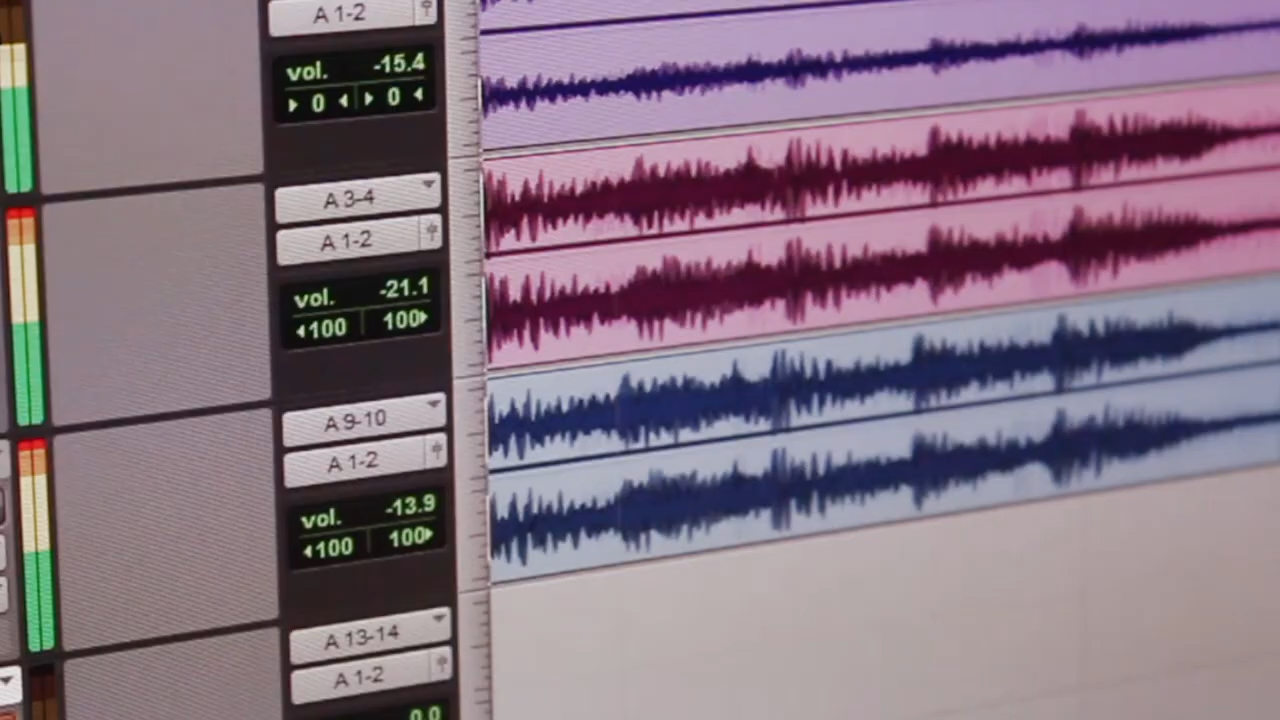 A 1-2
vol. -15.4
▸ 0 ◂ ▸ 0 ◂
A 3-4
A 1-2
vol. -21.1
◂100 100▸
A 9-10
A 1-2
vol. -13.9
◂100 100▸
A 13-14
A 1-2
0.0